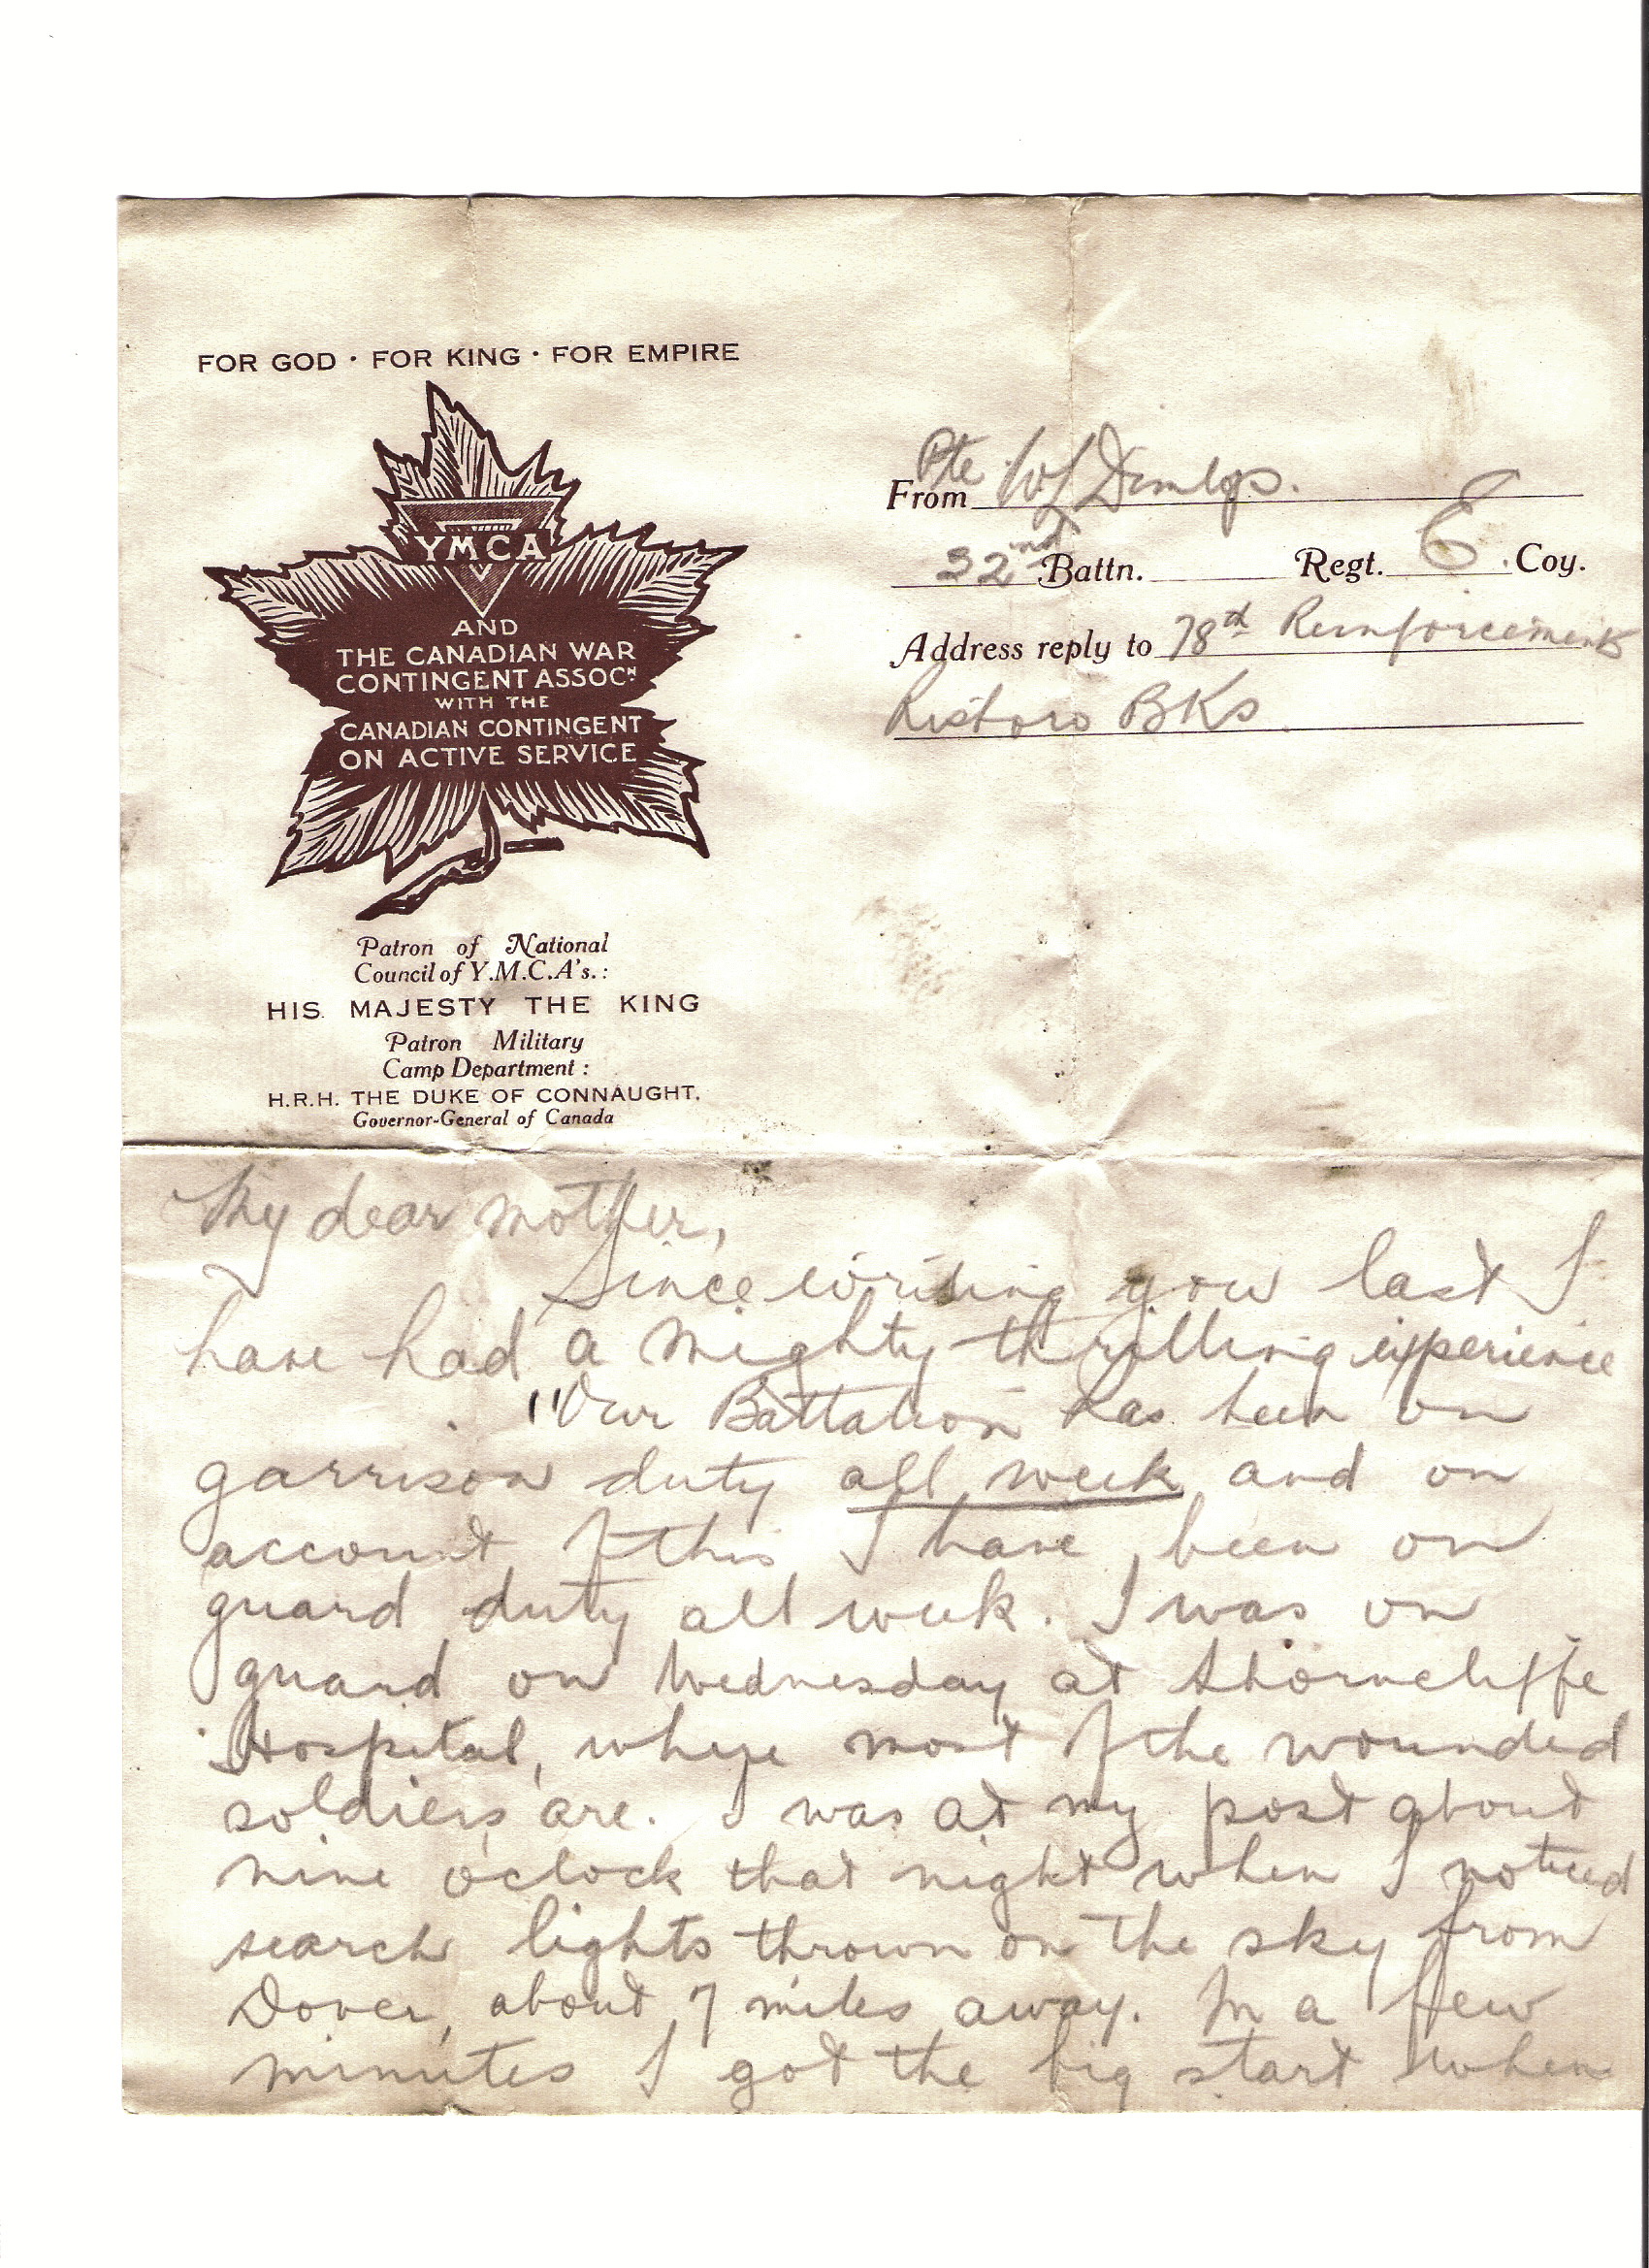 FOR GOD · FOR KING · FOR EMPIRE
YMCA
AND
THE CANADIAN WAR
CONTINGENT ASSOCN
WITH THE
CANADIAN CONTINGENT
ON ACTIVE SERVICE
Patron of National
Council of Y.M.C.A's.:
HIS MAJESTY THE KING
Patron Military
Camp Department:
H.R.H. THE DUKE OF CONNAUGHT,
Governor-General of Canada
From Pte W Dunlop.
32nd Battn. Regt. E. Coy.
Address reply to 78th Reinforcements
Risboro BKs
My dear mother,
Since writing you last I
have had a mighty thrilling experience
"Our Battalion has been on
garrison duty all week and on
account of this I have been on
guard duty all week. I was on
guard on Wednesday at Shorncliffe
Hospital, where most of the wounded
soldiers are. I was at my post about
nine o'clock that night when I noticed
search lights thrown on the sky from
Dover, about 7 miles away. In a few
minutes I got the big start when